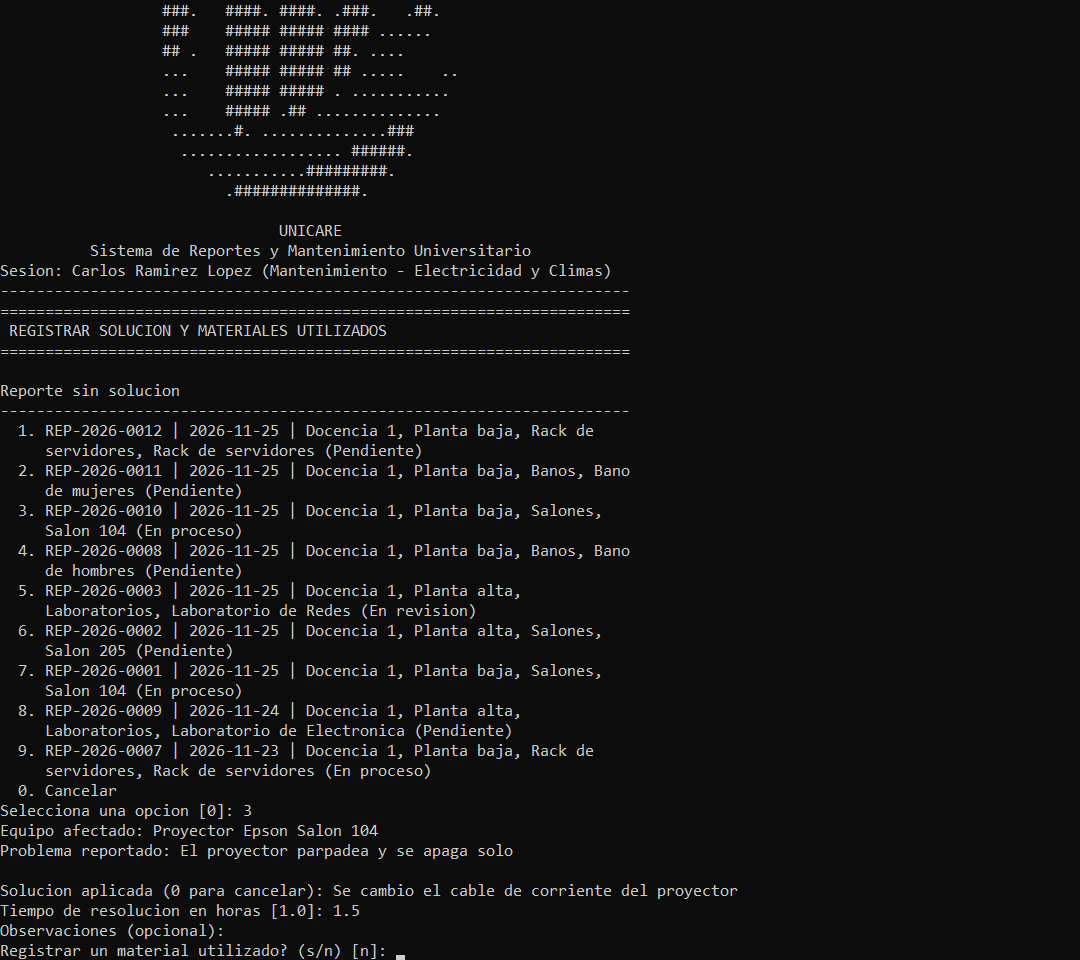 ###.   ####. ####. .###.   .##.
###    ##### ##### #### ......
## .   ##### ##### ##. ....
...    ##### ##### ## .....    ..
...    ##### ##### . ...........
...    ##### .## ..............
.......#. ..............###
.................. ######.
...........#########.
.##############.
UNICARE
Sistema de Reportes y Mantenimiento Universitario
Sesion: Carlos Ramirez Lopez (Mantenimiento - Electricidad y Climas)
----------------------------------------------------------------------
======================================================================
REGISTRAR SOLUCION Y MATERIALES UTILIZADOS
======================================================================
Reporte sin solucion
----------------------------------------------------------------------
1. REP-2026-0012 | 2026-11-25 | Docencia 1, Planta baja, Rack de
servidores, Rack de servidores (Pendiente)
2. REP-2026-0011 | 2026-11-25 | Docencia 1, Planta baja, Banos, Bano
de mujeres (Pendiente)
3. REP-2026-0010 | 2026-11-25 | Docencia 1, Planta baja, Salones,
Salon 104 (En proceso)
4. REP-2026-0008 | 2026-11-25 | Docencia 1, Planta baja, Banos, Bano
de hombres (Pendiente)
5. REP-2026-0003 | 2026-11-25 | Docencia 1, Planta alta,
Laboratorios, Laboratorio de Redes (En revision)
6. REP-2026-0002 | 2026-11-25 | Docencia 1, Planta alta, Salones,
Salon 205 (Pendiente)
7. REP-2026-0001 | 2026-11-25 | Docencia 1, Planta baja, Salones,
Salon 104 (En proceso)
8. REP-2026-0009 | 2026-11-24 | Docencia 1, Planta alta,
Laboratorios, Laboratorio de Electronica (Pendiente)
9. REP-2026-0007 | 2026-11-23 | Docencia 1, Planta baja, Rack de
servidores, Rack de servidores (En proceso)
0. Cancelar
Selecciona una opcion [0]: 3
Equipo afectado: Proyector Epson Salon 104
Problema reportado: El proyector parpadea y se apaga solo
Solucion aplicada (0 para cancelar): Se cambio el cable de corriente del proyector
Tiempo de resolucion en horas [1.0]: 1.5
Observaciones (opcional):
Registrar un material utilizado? (s/n) [n]: